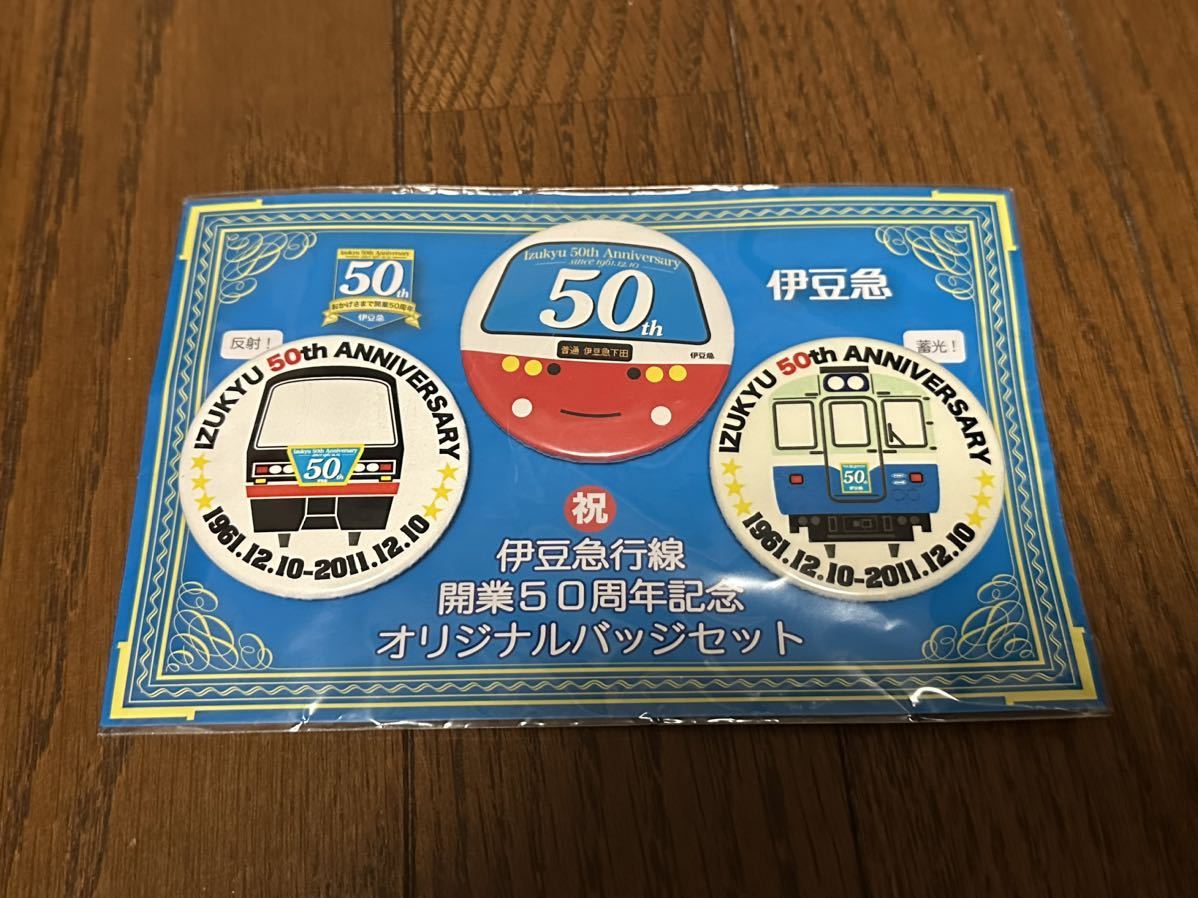 Izukyu 50th Anniversary
50th
おかげさまで開業50周年
伊豆急
Izukyu 50th Anniversary
since 1961.12.10
50th
普通 伊豆急下田
伊豆急
伊豆急
反射！
IZUKYU 50th ANNIVERSARY
Izukyu 50th Anniversary
50th
1961.12.10-2011.12.10
蓄光！
IZUKYU 50th ANNIVERSARY
50
伊豆急
1961.12.10-2011.12.10
祝
伊豆急行線
開業50周年記念
オリジナルバッジセット